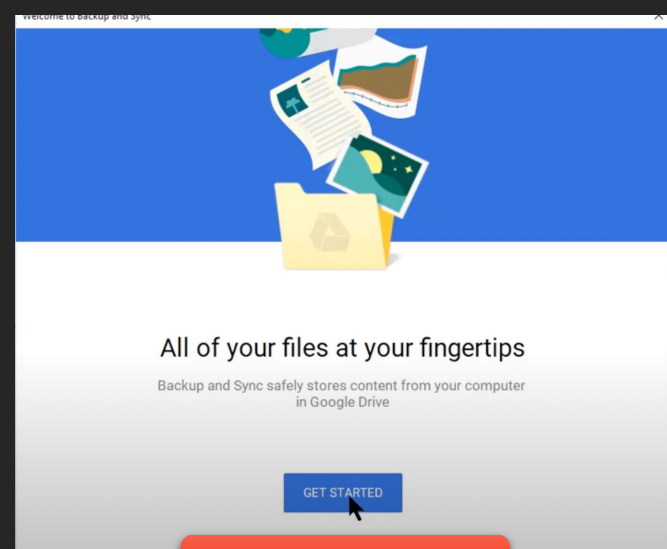 Welcome to Backup and Sync
All of your files at your fingertips
Backup and Sync safely stores content from your computer
in Google Drive
GET STARTED